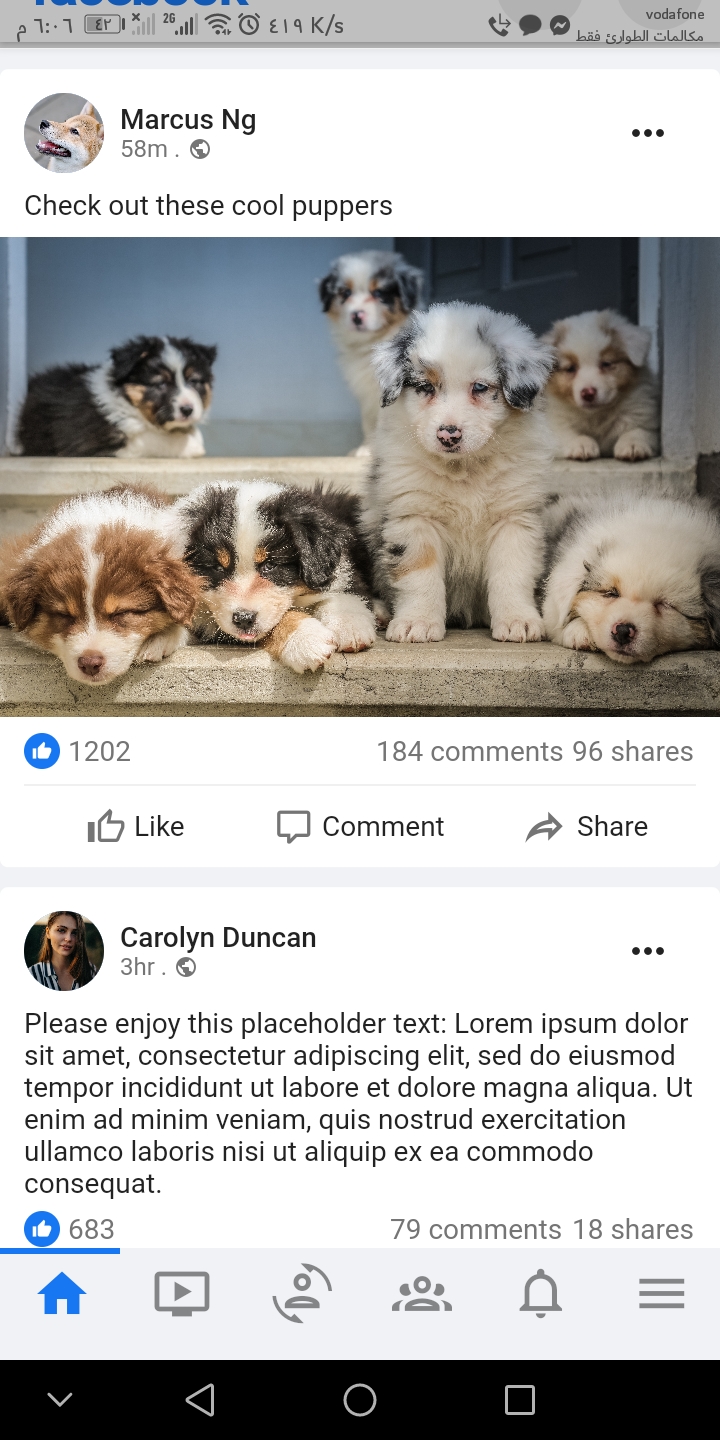 facebook
م ٦:٠٦ ٤٢ 2G ٤١٩ K/s
vodafone
مكالمات الطوارئ فقط
Marcus Ng
58m .
Check out these cool puppers
1202 184 comments 96 shares
Like Comment Share
Carolyn Duncan
3hr .
Please enjoy this placeholder text: Lorem ipsum dolor
sit amet, consectetur adipiscing elit, sed do eiusmod
tempor incididunt ut labore et dolore magna aliqua. Ut
enim ad minim veniam, quis nostrud exercitation
ullamco laboris nisi ut aliquip ex ea commodo
consequat.
683 79 comments 18 shares